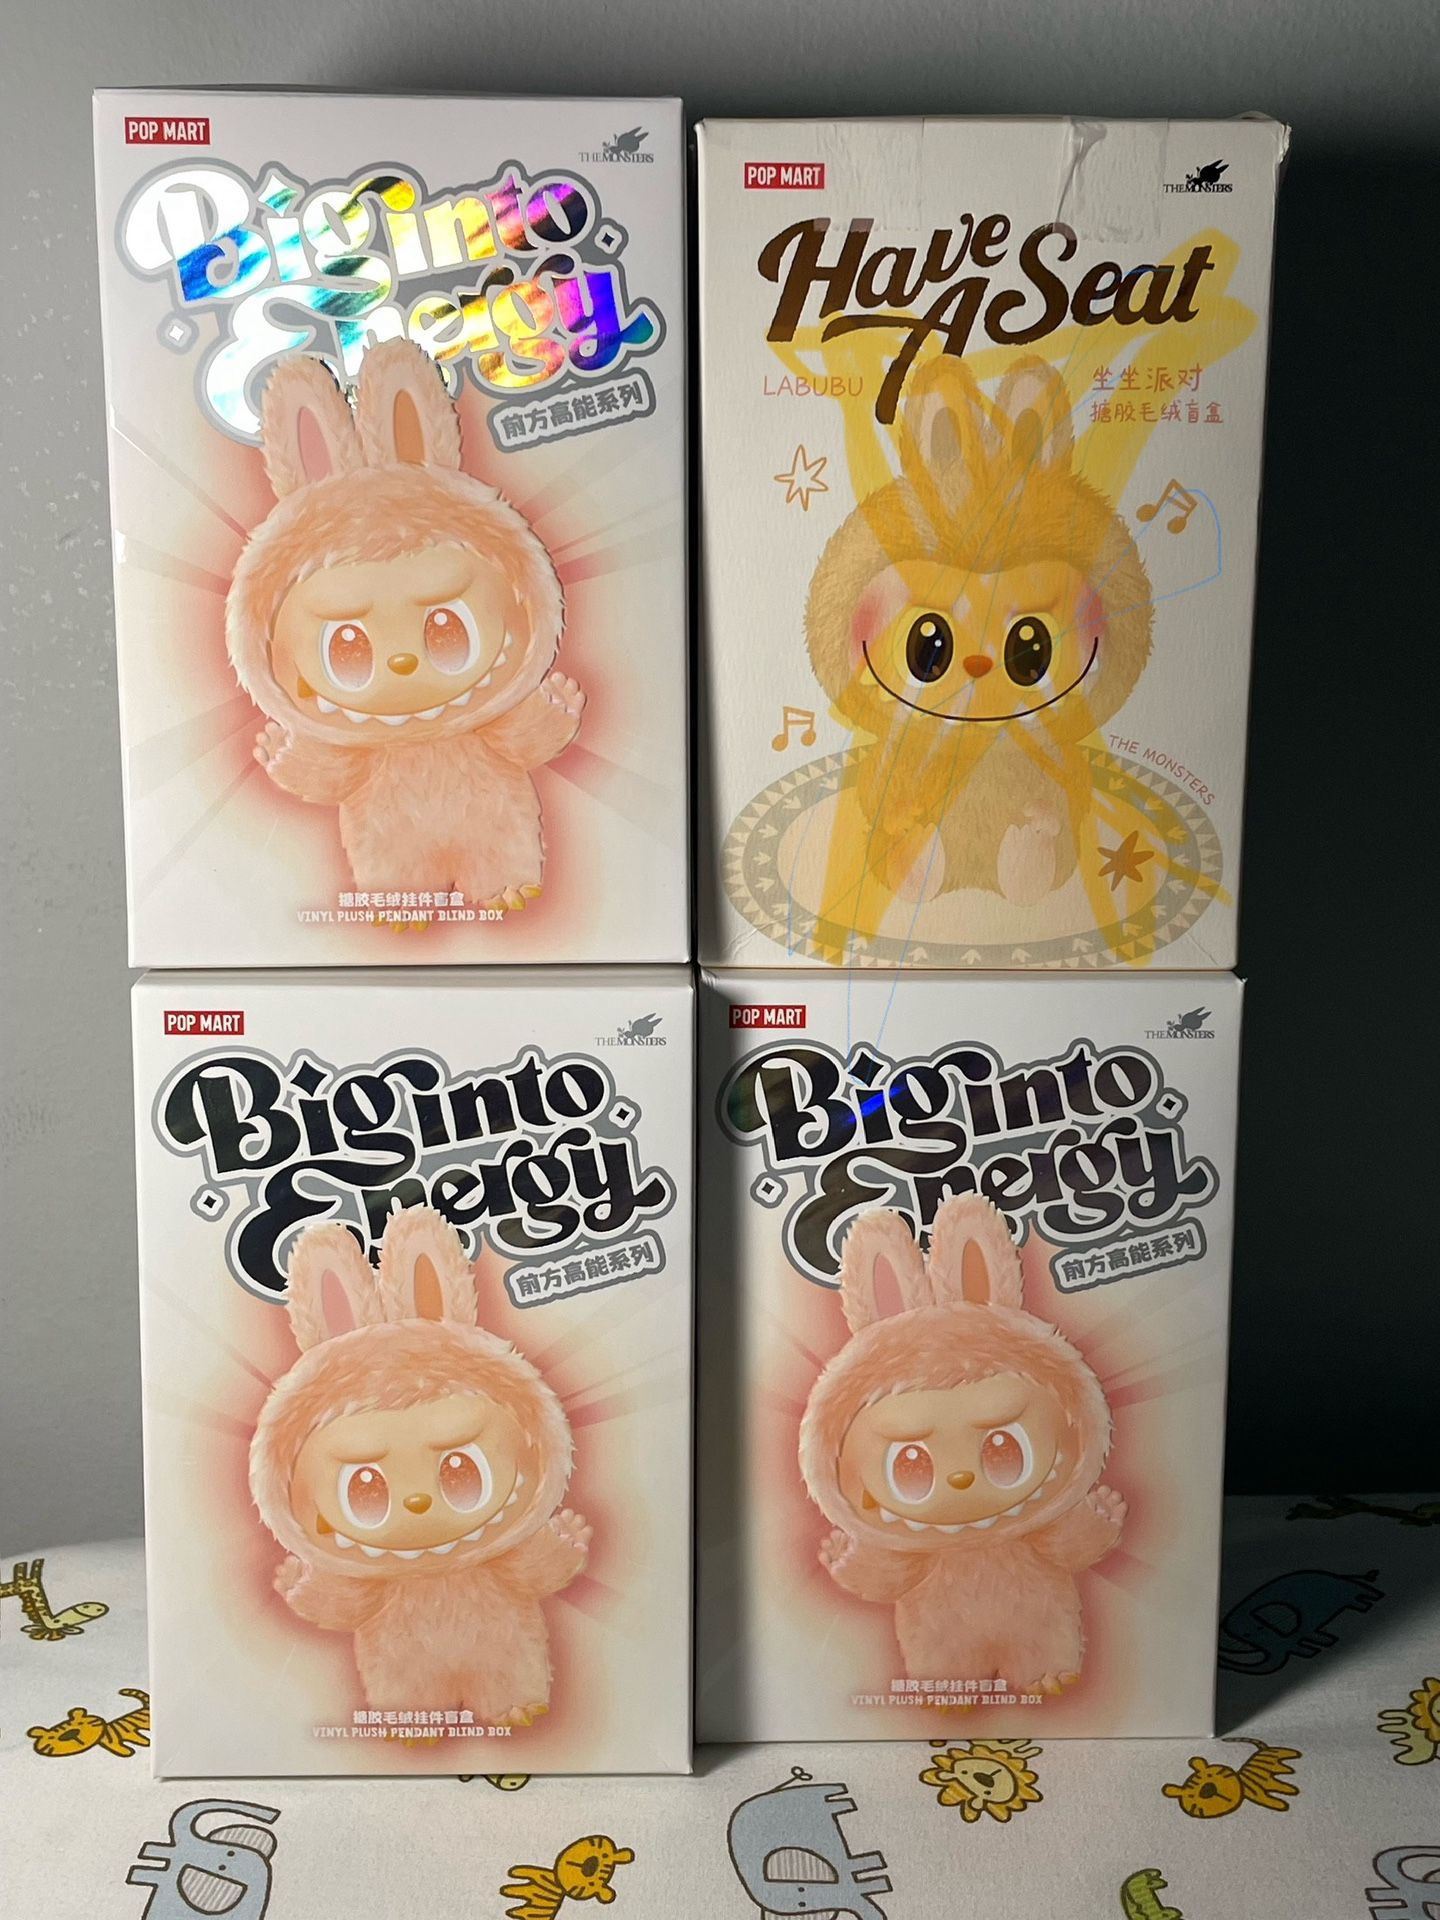 POP MART
THE MONSTERS
Big into
Energy
前方高能系列
搪胶毛绒挂件盲盒
VINYL PLUSH PENDANT BLIND BOX
POP MART
THE MONSTERS
Have
A Seat
LABUBU
坐坐派对
搪胶毛绒盲盒
THE MONSTERS
POP MART
THE MONSTERS
Big into
Energy
前方高能系列
搪胶毛绒挂件盲盒
VINYL PLUSH PENDANT BLIND BOX
POP MART
THE MONSTERS
Big into
Energy
前方高能系列
搪胶毛绒挂件盲盒
VINYL PLUSH PENDANT BLIND BOX